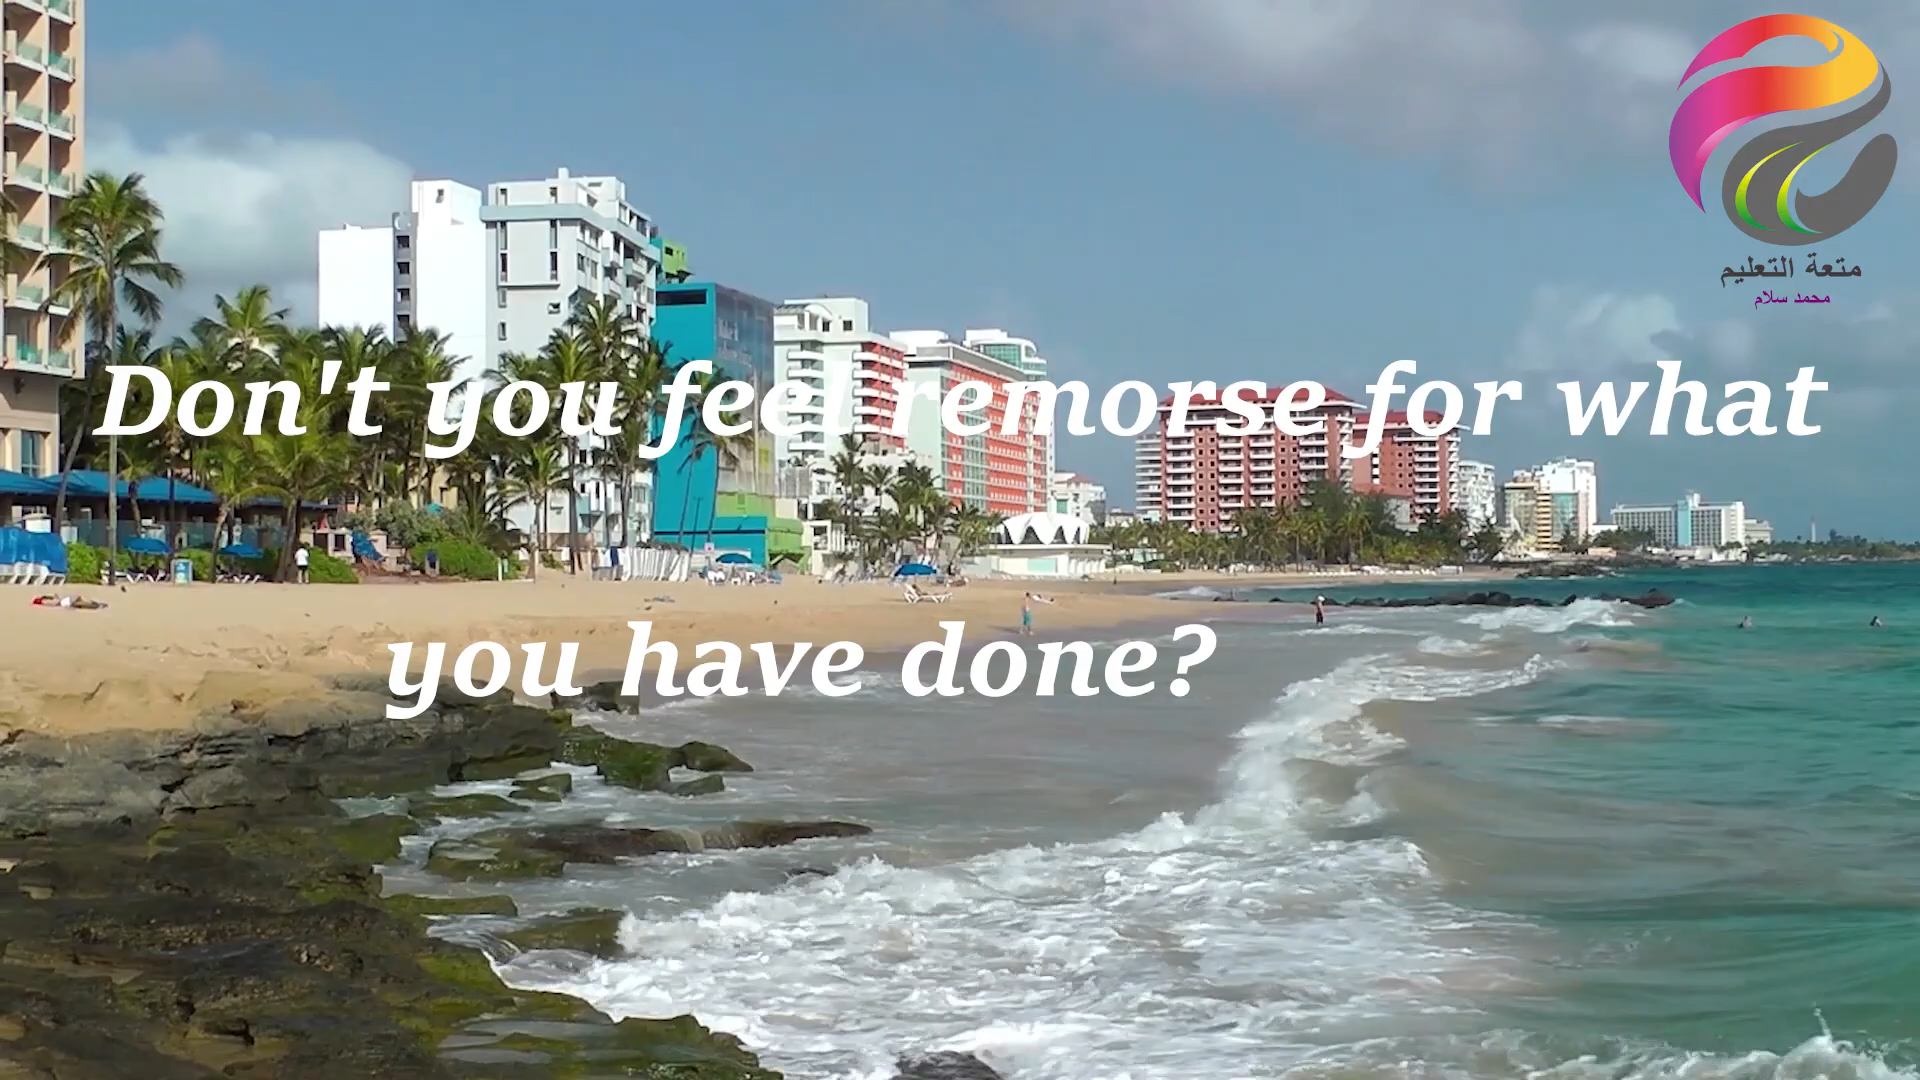 متعة التعليم
محمد سلام
Don't you feel remorse for what
you have done?